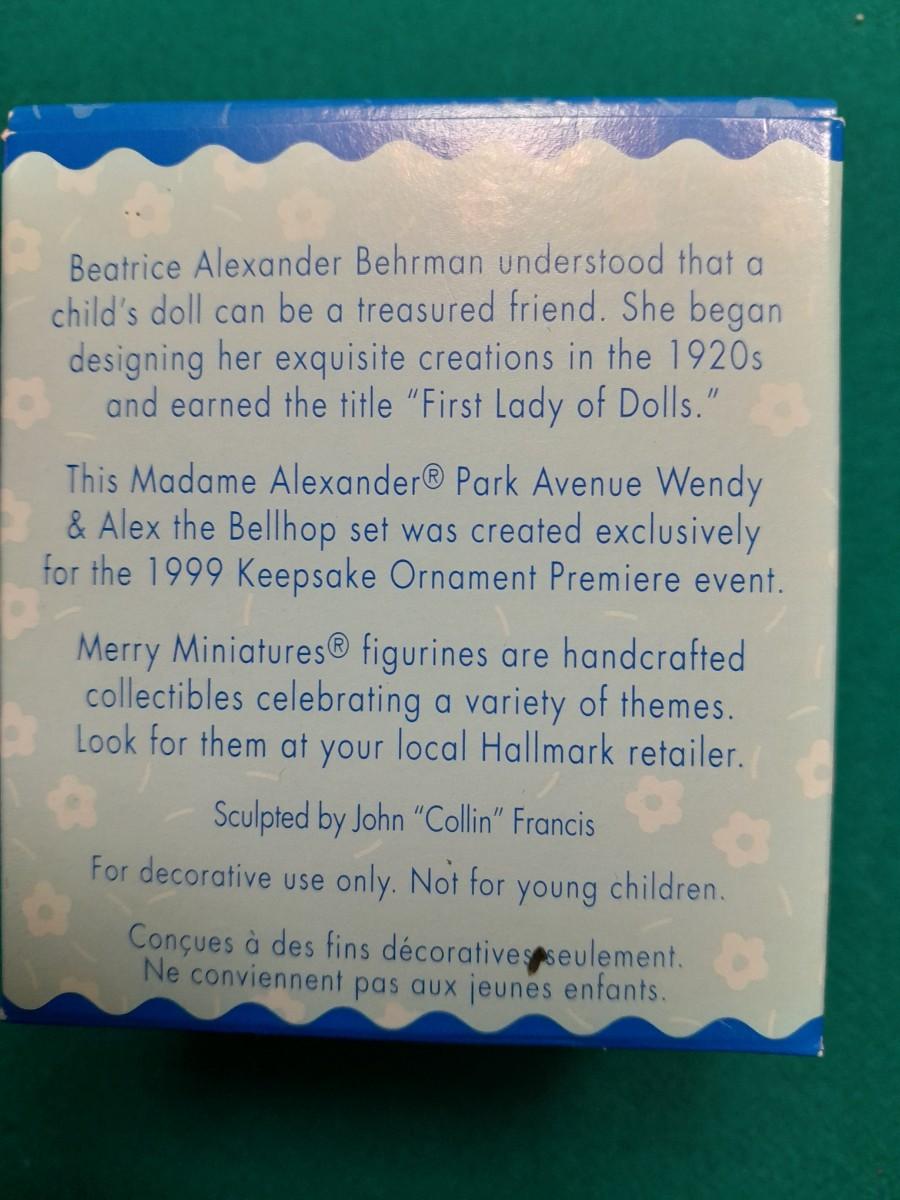 Beatrice Alexander Behrman understood that a
child's doll can be a treasured friend. She began
designing her exquisite creations in the 1920s
and earned the title "First Lady of Dolls."
This Madame Alexander® Park Avenue Wendy
& Alex the Bellhop set was created exclusively
for the 1999 Keepsake Ornament Premiere event.
Merry Miniatures® figurines are handcrafted
collectibles celebrating a variety of themes.
Look for them at your local Hallmark retailer.
Sculpted by John "Collin" Francis
For decorative use only. Not for young children.
Conçues à des fins décoratives seulement.
Ne conviennent pas aux jeunes enfants.